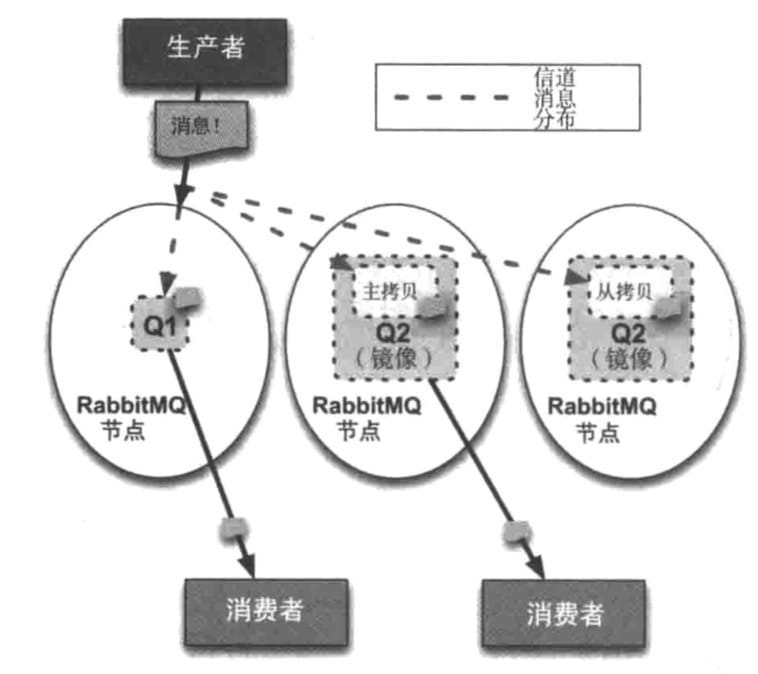 生产者
消息！
信道
消息
分布
Q1
主拷贝
Q2
（镜像）
从拷贝
Q2
（镜像）
RabbitMQ
节点
RabbitMQ
节点
RabbitMQ
节点
消费者
消费者